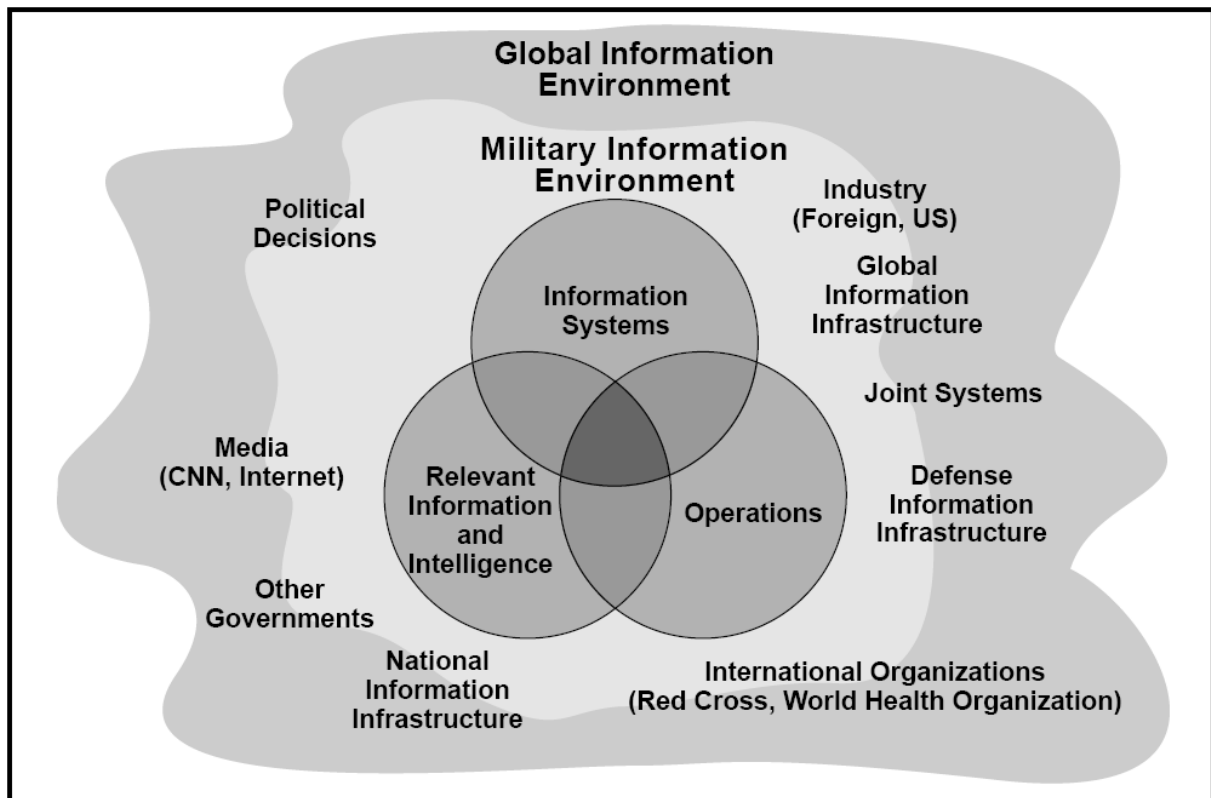 Global Information
Environment
Military Information
Environment
Political
Decisions
Industry
(Foreign, US)
Global
Information
Infrastructure
Information
Systems
Joint Systems
Media
(CNN, Internet)
Relevant
Information
and
Intelligence
Operations
Defense
Information
Infrastructure
Other
Governments
National
Information
Infrastructure
International Organizations
(Red Cross, World Health Organization)